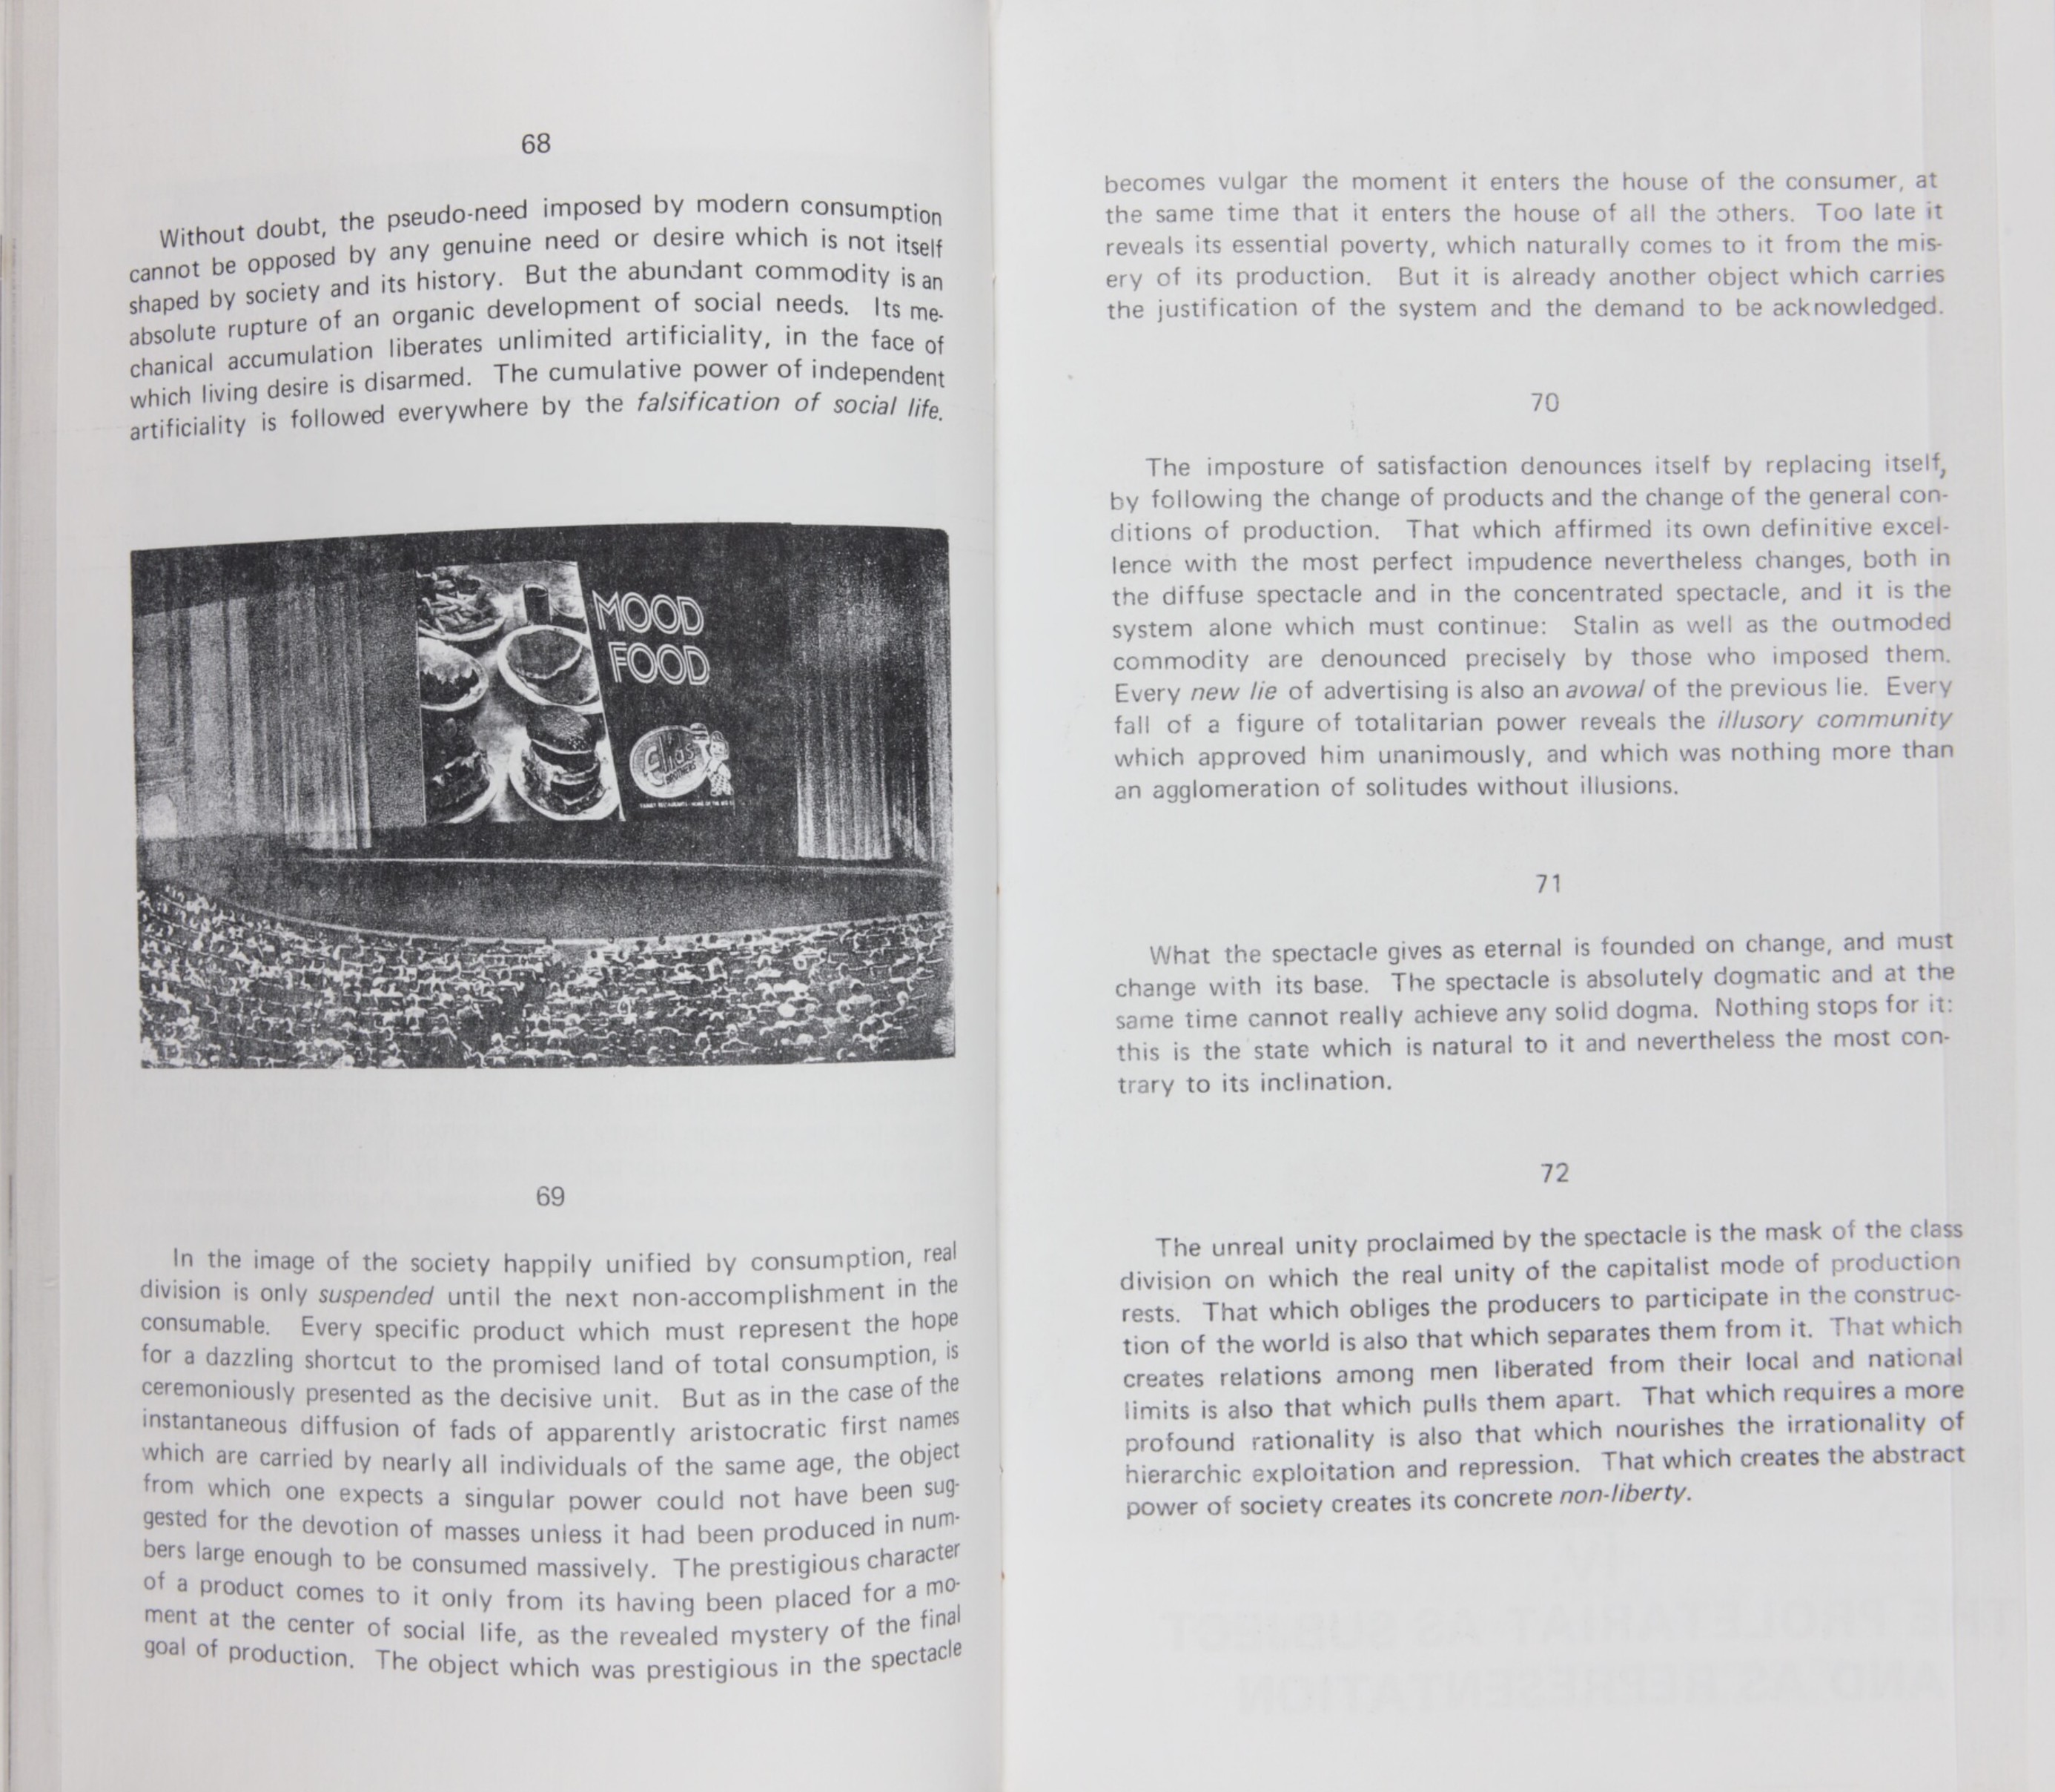 68
Without doubt, the pseudo-need imposed by modern consumption
cannot be opposed by any genuine need or desire which is not itself
shaped by society and its history. But the abundant commodity is an
absolute rupture of an organic development of social needs. Its me-
chanical accumulation liberates unlimited artificiality, in the face of
which living desire is disarmed. The cumulative power of independent
artificiality is followed everywhere by the falsification of social life.
MOOD
FOOD
Elias
BROTHERS
69
In the image of the society happily unified by consumption, real
division is only suspended until the next non-accomplishment in the
consumable. Every specific product which must represent the hope
for a dazzling shortcut to the promised land of total consumption, is
ceremoniously presented as the decisive unit. But as in the case of the
instantaneous diffusion of fads of apparently aristocratic first names
which are carried by nearly all individuals of the same age, the object
from which one expects a singular power could not have been sug-
gested for the devotion of masses unless it had been produced in num-
bers large enough to be consumed massively. The prestigious character
of a product comes to it only from its having been placed for a mo-
ment at the center of social life, as the revealed mystery of the final
goal of production. The object which was prestigious in the spectacle
becomes vulgar the moment it enters the house of the consumer, at
the same time that it enters the house of all the others. Too late it
reveals its essential poverty, which naturally comes to it from the mis-
ery of its production. But it is already another object which carries
the justification of the system and the demand to be acknowledged.
70
The imposture of satisfaction denounces itself by replacing itself,
by following the change of products and the change of the general con-
ditions of production. That which affirmed its own definitive excel-
lence with the most perfect impudence nevertheless changes, both in
the diffuse spectacle and in the concentrated spectacle, and it is the
system alone which must continue: Stalin as well as the outmoded
commodity are denounced precisely by those who imposed them.
Every new lie of advertising is also an avowal of the previous lie. Every
fall of a figure of totalitarian power reveals the illusory community
which approved him unanimously, and which was nothing more than
an agglomeration of solitudes without illusions.
71
What the spectacle gives as eternal is founded on change, and must
change with its base. The spectacle is absolutely dogmatic and at the
same time cannot really achieve any solid dogma. Nothing stops for it:
this is the state which is natural to it and nevertheless the most con-
trary to its inclination.
72
The unreal unity proclaimed by the spectacle is the mask of the class
division on which the real unity of the capitalist mode of production
rests. That which obliges the producers to participate in the construc-
tion of the world is also that which separates them from it. That which
creates relations among men liberated from their local and national
limits is also that which pulls them apart. That which requires a more
profound rationality is also that which nourishes the irrationality of
hierarchic exploitation and repression. That which creates the abstract
power of society creates its concrete non-liberty.